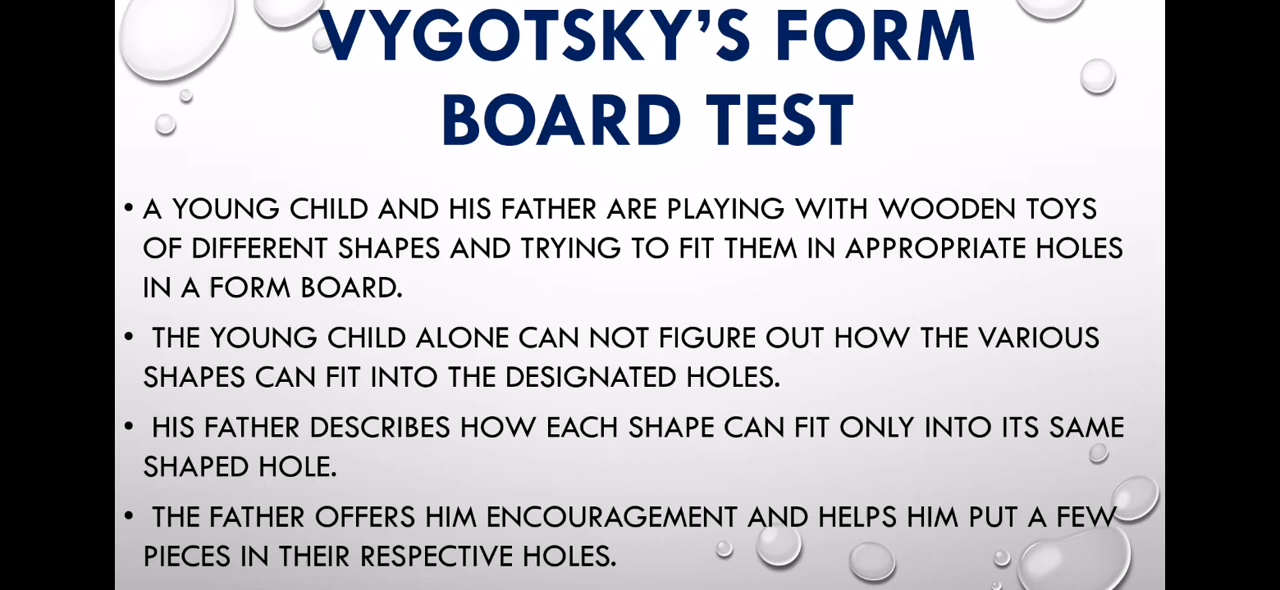 VYGOTSKY’S FORM
BOARD TEST
• A YOUNG CHILD AND HIS FATHER ARE PLAYING WITH WOODEN TOYS
OF DIFFERENT SHAPES AND TRYING TO FIT THEM IN APPROPRIATE HOLES
IN A FORM BOARD.
• THE YOUNG CHILD ALONE CAN NOT FIGURE OUT HOW THE VARIOUS
SHAPES CAN FIT INTO THE DESIGNATED HOLES.
• HIS FATHER DESCRIBES HOW EACH SHAPE CAN FIT ONLY INTO ITS SAME
SHAPED HOLE.
• THE FATHER OFFERS HIM ENCOURAGEMENT AND HELPS HIM PUT A FEW
PIECES IN THEIR RESPECTIVE HOLES.